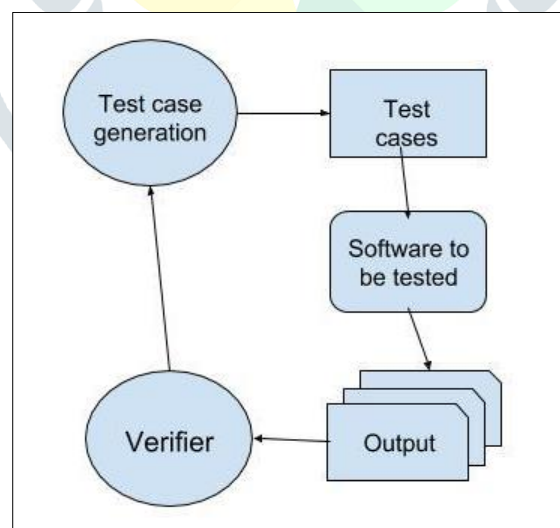 Test case
generation
Test
cases
Software to
be tested
Output
Verifier